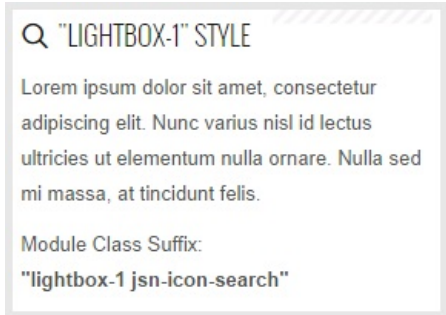 "LIGHTBOX-1" STYLE
Lorem ipsum dolor sit amet, consectetur
adipiscing elit. Nunc varius nisl id lectus
ultricies ut elementum nulla ornare. Nulla sed
mi massa, at tincidunt felis.
Module Class Suffix:
"lightbox-1 jsn-icon-search"